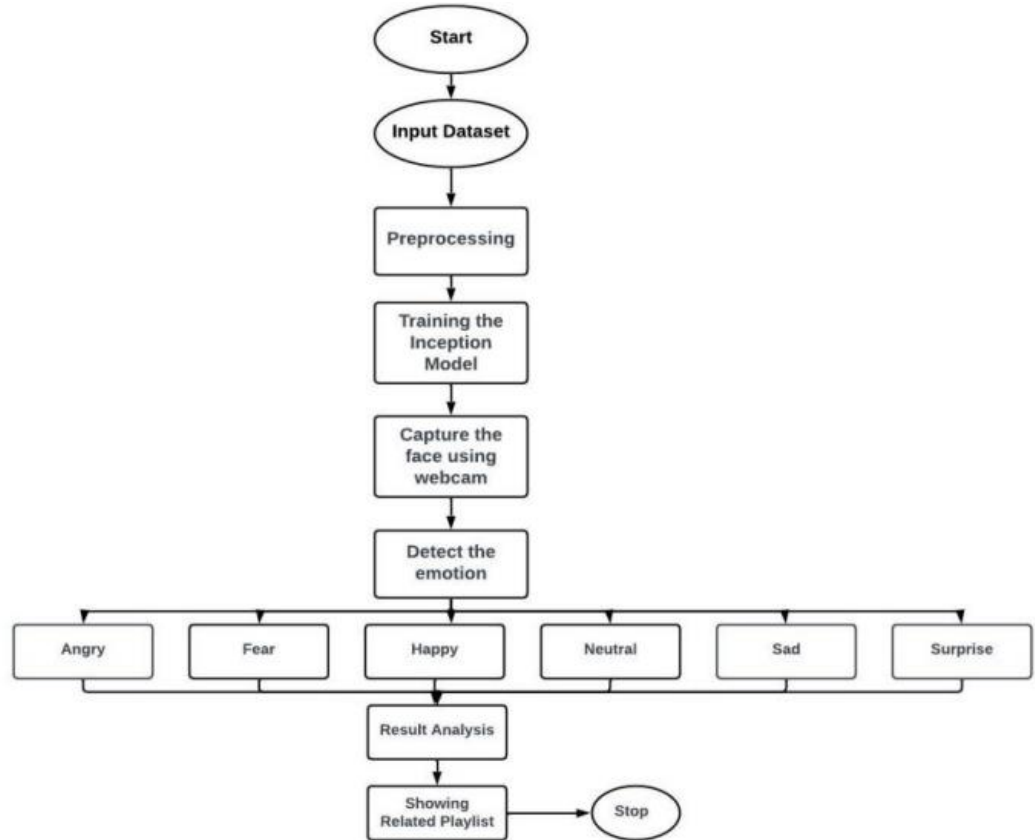 Start
Input Dataset
Preprocessing
Training the
Inception
Model
Capture the
face using
webcam
Detect the
emotion
Angry
Fear
Happy
Neutral
Sad
Surprise
Result Analysis
Showing
Related Playlist
Stop